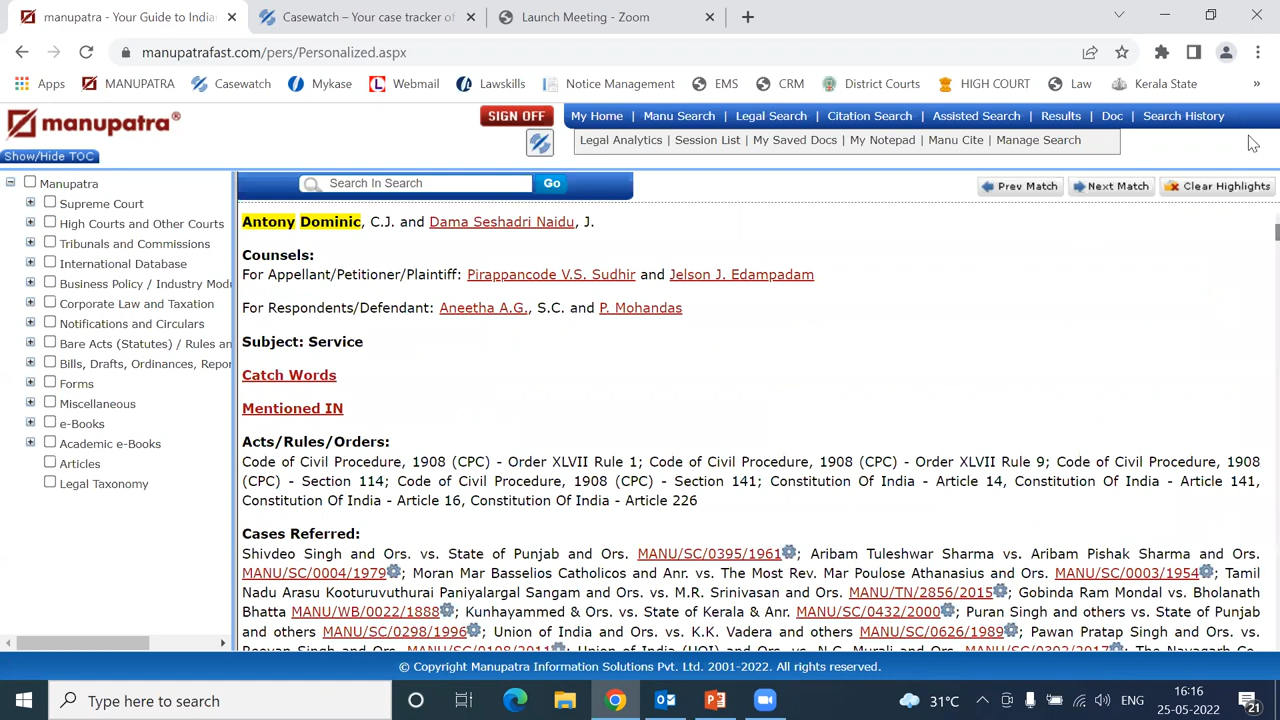 manupatra - Your Guide to Indian
Casewatch – Your case tracker of
Launch Meeting - Zoom
manupatrafast.com/pers/Personalized.aspx
Apps
MANUPATRA
Casewatch
Mykase
Webmail
Lawskills
Notice Management
EMS
CRM
District Courts
HIGH COURT
Law
Kerala State
»
manupatra®
SIGN OFF
My Home | Manu Search | Legal Search | Citation Search | Assisted Search | Results | Doc | Search History
Legal Analytics | Session List | My Saved Docs | My Notepad | Manu Cite | Manage Search
Show/Hide TOC
Manupatra
Supreme Court
High Courts and Other Courts
Tribunals and Commissions
International Database
Business Policy / Industry Modu
Corporate Law and Taxation
Notifications and Circulars
Bare Acts (Statutes) / Rules an
Bills, Drafts, Ordinances, Repor
Forms
Miscellaneous
e-Books
Academic e-Books
Articles
Legal Taxonomy
Search In Search
Go
Prev Match
Next Match
Clear Highlights
Antony Dominic, C.J. and Dama Seshadri Naidu, J.
Counsels:
For Appellant/Petitioner/Plaintiff: Pirappancode V.S. Sudhir and Jelson J. Edampadam
For Respondents/Defendant: Aneetha A.G., S.C. and P. Mohandas
Subject: Service
Catch Words
Mentioned IN
Acts/Rules/Orders:
Code of Civil Procedure, 1908 (CPC) - Order XLVII Rule 1; Code of Civil Procedure, 1908 (CPC) - Order XLVII Rule 9; Code of Civil Procedure, 1908
(CPC) - Section 114; Code of Civil Procedure, 1908 (CPC) - Section 141; Constitution Of India - Article 14, Constitution Of India - Article 141,
Constitution Of India - Article 16, Constitution Of India - Article 226
Cases Referred:
Shivdeo Singh and Ors. vs. State of Punjab and Ors. MANU/SC/0395/1961; Aribam Tuleshwar Sharma vs. Aribam Pishak Sharma and Ors.
MANU/SC/0004/1979; Moran Mar Basselios Catholicos and Anr. vs. The Most Rev. Mar Poulose Athanasius and Ors. MANU/SC/0003/1954; Tamil
Nadu Arasu Kooturuvuthurai Paniyalargal Sangam and Ors. vs. M.R. Srinivasan and Ors. MANU/TN/2856/2015; Gobinda Ram Mondal vs. Bholanath
Bhatta MANU/WB/0022/1888; Kunhayammed & Ors. vs. State of Kerala & Anr. MANU/SC/0432/2000; Puran Singh and others vs. State of Punjab
and others MANU/SC/0298/1996; Union of India and Ors. vs. K.K. Vadera and others MANU/SC/0626/1989; Pawan Pratap Singh and Ors. vs.
© Copyright Manupatra Information Solutions Pvt. Ltd. 2001-2022. All rights reserved.
Type here to search
31°C
ENG
16:16
25-05-2022
21